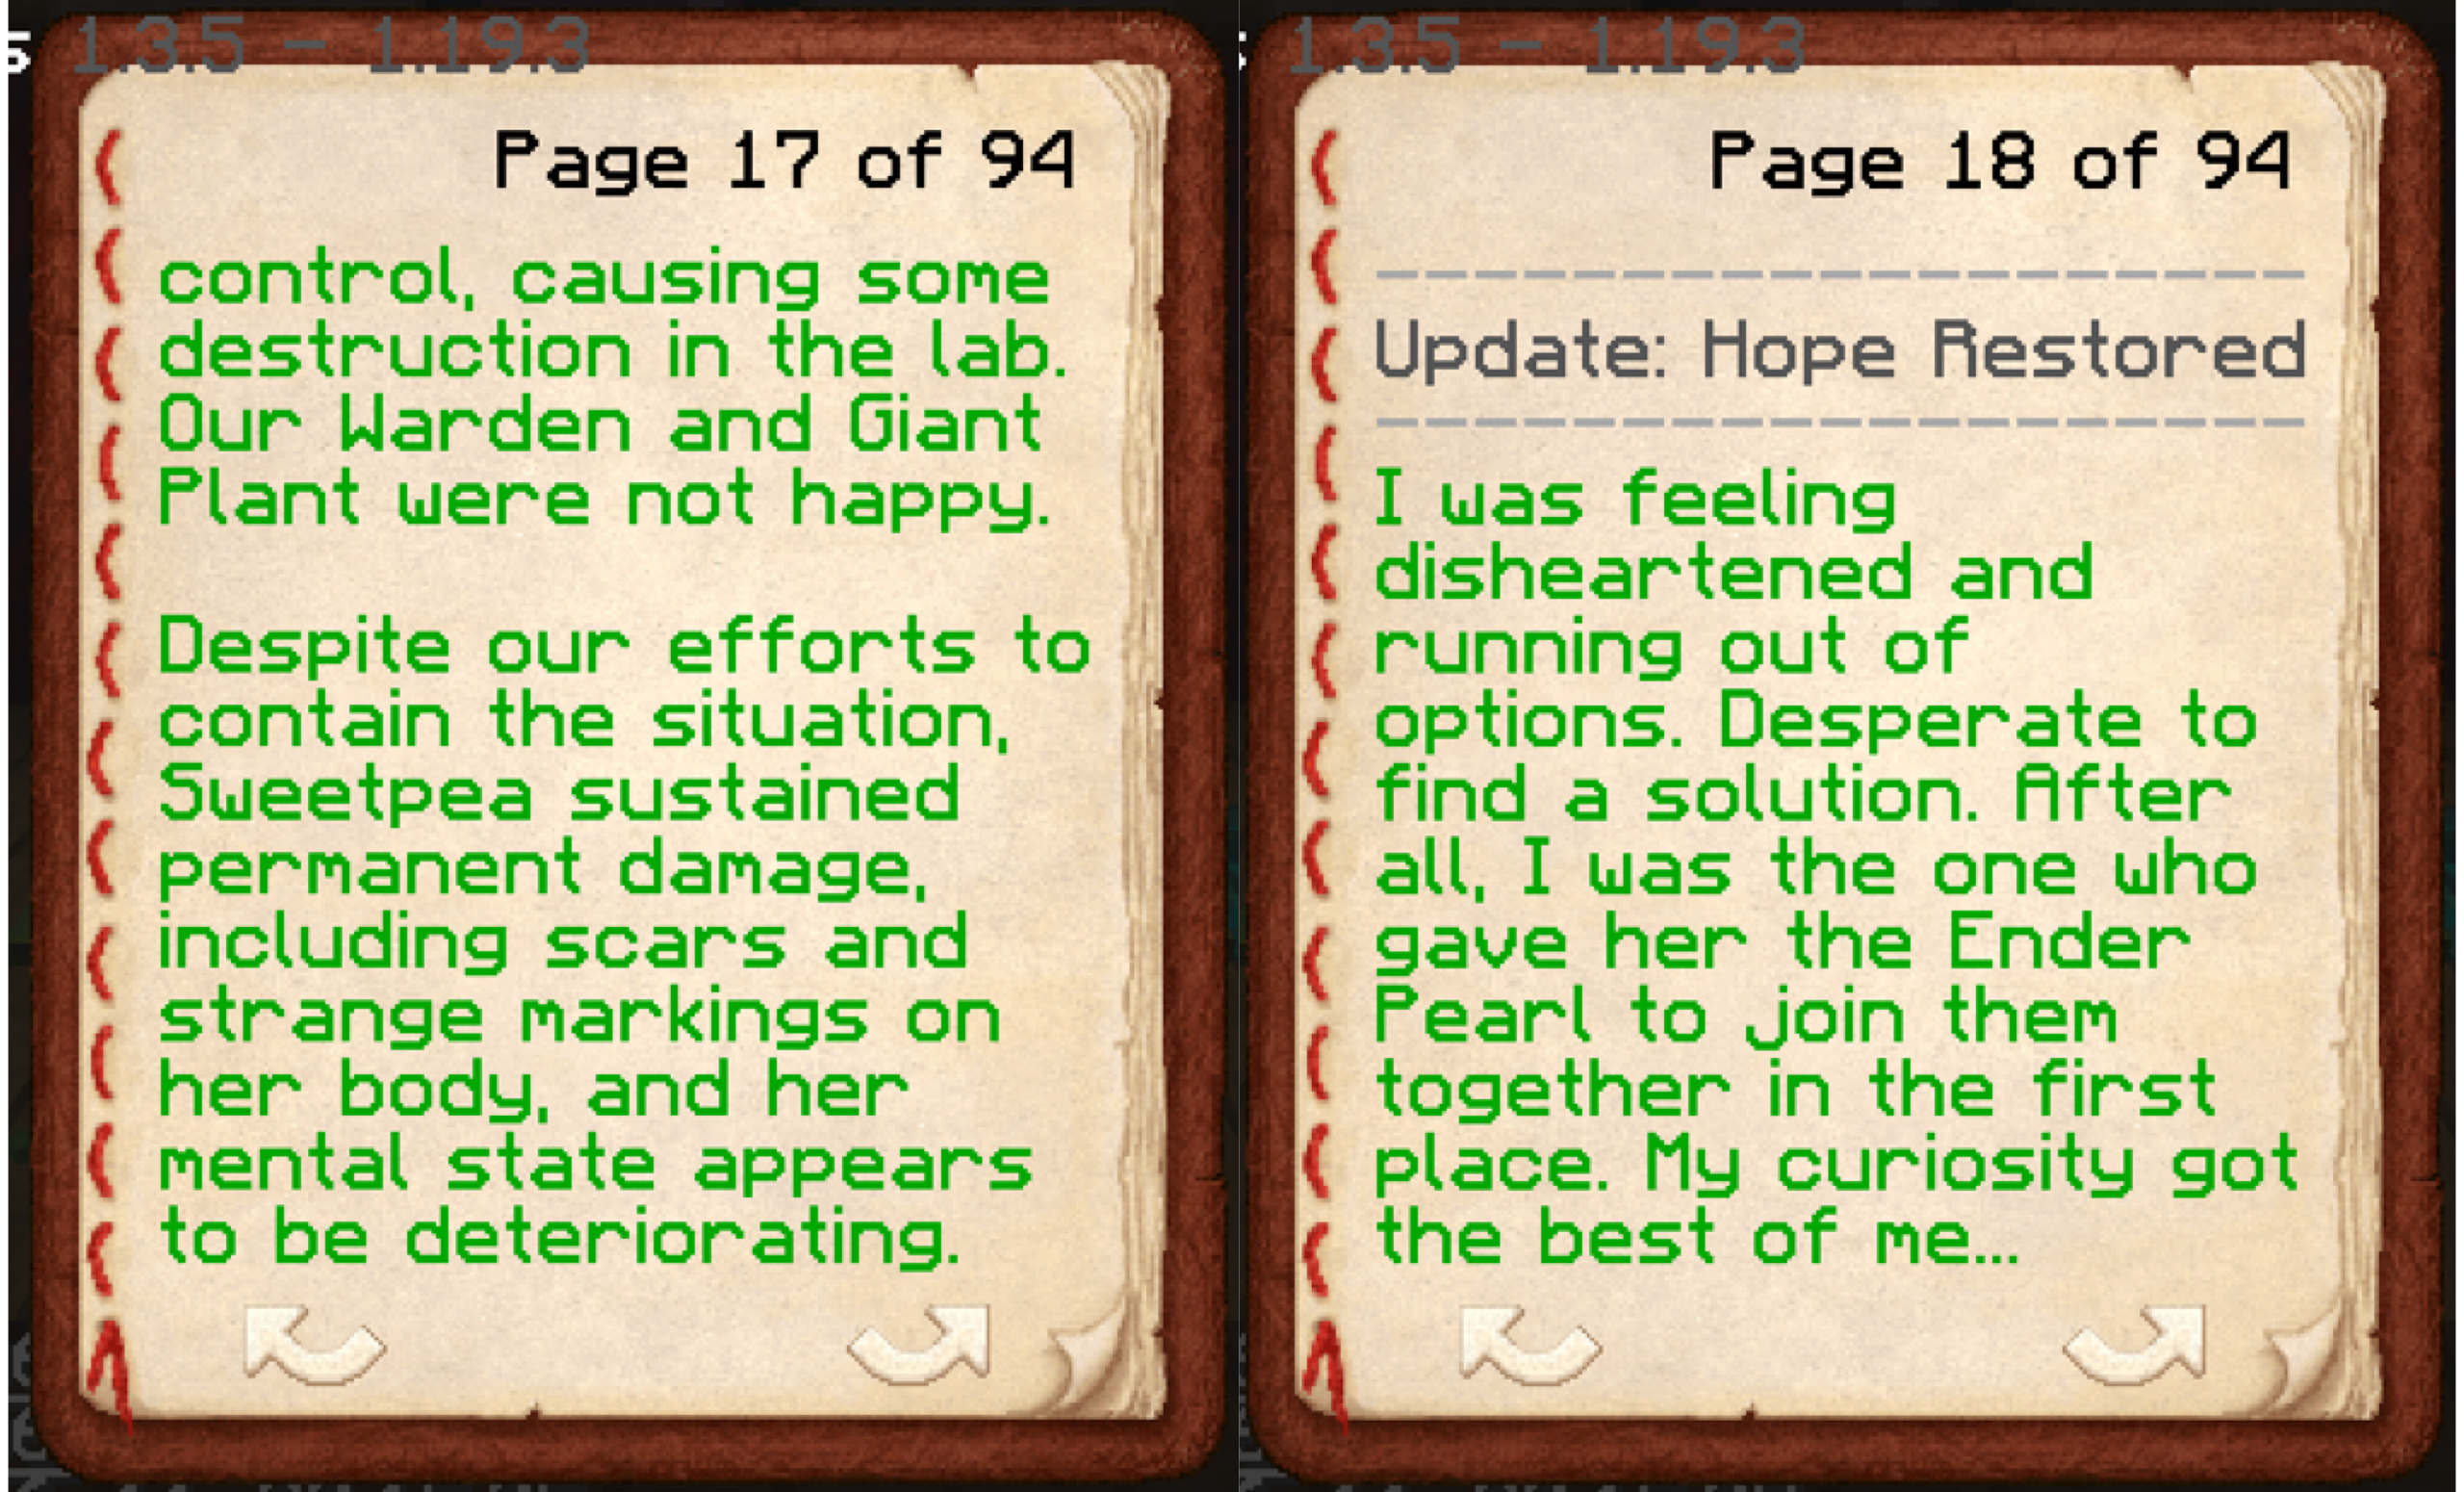 1.3.5 - 1.19.3
Page 17 of 94
control, causing some
destruction in the lab.
Our Warden and Giant
Plant were not happy.
Despite our efforts to
contain the situation,
Sweetpea sustained
permanent damage,
including scars and
strange markings on
her body, and her
mental state appears
to be deteriorating.
1.3.5 - 1.19.3
Page 18 of 94
--------------------
Update: Hope Restored
--------------------
I was feeling
disheartened and
running out of
options. Desperate to
find a solution. After
all, I was the one who
gave her the Ender
Pearl to join them
together in the first
place. My curiosity got
the best of me...